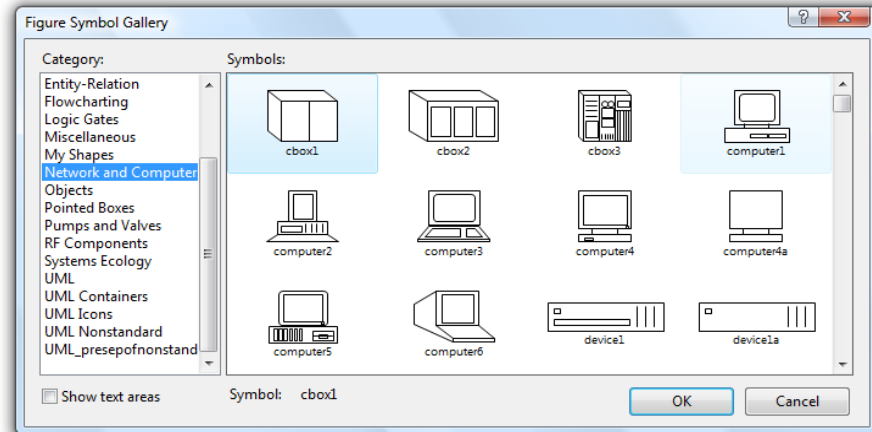 Figure Symbol Gallery
Category:
Symbols:
Entity-Relation
Flowcharting
Logic Gates
Miscellaneous
My Shapes
Network and Computer
Objects
Pointed Boxes
Pumps and Valves
RF Components
Systems Ecology
UML
UML Containers
UML Icons
UML Nonstandard
UML_presepofnonstand
cbox1 cbox2 cbox3 computer1
computer2 computer3 computer4 computer4a
computer5 computer6 device1 device1a
Show text areas
Symbol: cbox1
OK
Cancel